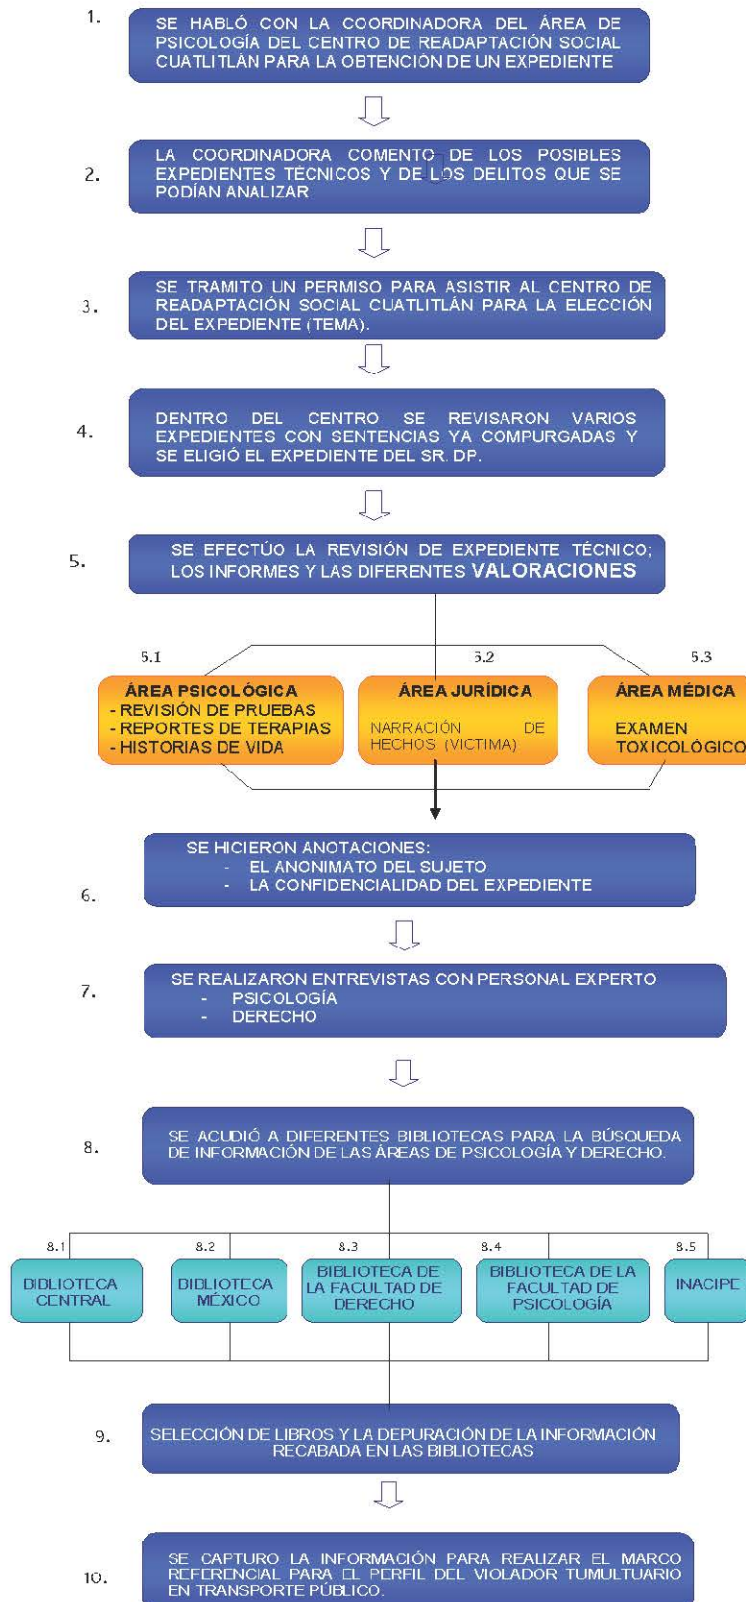 1.
SE HABLÓ CON LA COORDINADORA DEL ÁREA DE
PSICOLOGÍA DEL CENTRO DE READAPTACIÓN SOCIAL
CUATLITLÁN PARA LA OBTENCIÓN DE UN EXPEDIENTE
2.
LA COORDINADORA COMENTO DE LOS POSIBLES
EXPEDIENTES TÉCNICOS Y DE LOS DELITOS QUE SE
PODÍAN ANALIZAR
3.
SE TRAMITO UN PERMISO PARA ASISTIR AL CENTRO DE
READAPTACIÓN SOCIAL CUATLITLÁN PARA LA ELECCIÓN
DEL EXPEDIENTE (TEMA).
4.
DENTRO DEL CENTRO SE REVISARON VARIOS
EXPEDIENTES CON SENTENCIAS YA COMPURGADAS Y
SE ELIGIÓ EL EXPEDIENTE DEL SR. DP.
5.
SE EFECTÚO LA REVISIÓN DE EXPEDIENTE TÉCNICO;
LOS INFORMES Y LAS DIFERENTES VALORACIONES
5.1
ÁREA PSICOLÓGICA
- REVISIÓN DE PRUEBAS
- REPORTES DE TERAPIAS
- HISTORIAS DE VIDA
5.2
ÁREA JURÍDICA
NARRACIÓN DE
HECHOS (VICTIMA)
5.3
ÁREA MÉDICA
EXAMEN
TOXICOLÓGICO
6.
SE HICIERON ANOTACIONES:
- EL ANONIMATO DEL SUJETO
- LA CONFIDENCIALIDAD DEL EXPEDIENTE
7.
SE REALIZARON ENTREVISTAS CON PERSONAL EXPERTO
- PSICOLOGÍA
- DERECHO
8.
SE ACUDIÓ A DIFERENTES BIBLIOTECAS PARA LA BÚSQUEDA
DE INFORMACIÓN DE LAS ÁREAS DE PSICOLOGÍA Y DERECHO.
8.1
BIBLIOTECA
CENTRAL
8.2
BIBLIOTECA
MÉXICO
8.3
BIBLIOTECA DE
LA FACULTAD DE
DERECHO
8.4
BIBLIOTECA DE LA
FACULTAD DE
PSICOLOGÍA
8.5
INACIPE
9.
SELECCIÓN DE LIBROS Y LA DEPURACIÓN DE LA INFORMACIÓN
RECABADA EN LAS BIBLIOTECAS
10.
SE CAPTURO LA INFORMACIÓN PARA REALIZAR EL MARCO
REFERENCIAL PARA EL PERFIL DEL VIOLADOR TUMULTUARIO
EN TRANSPORTE PÚBLICO.